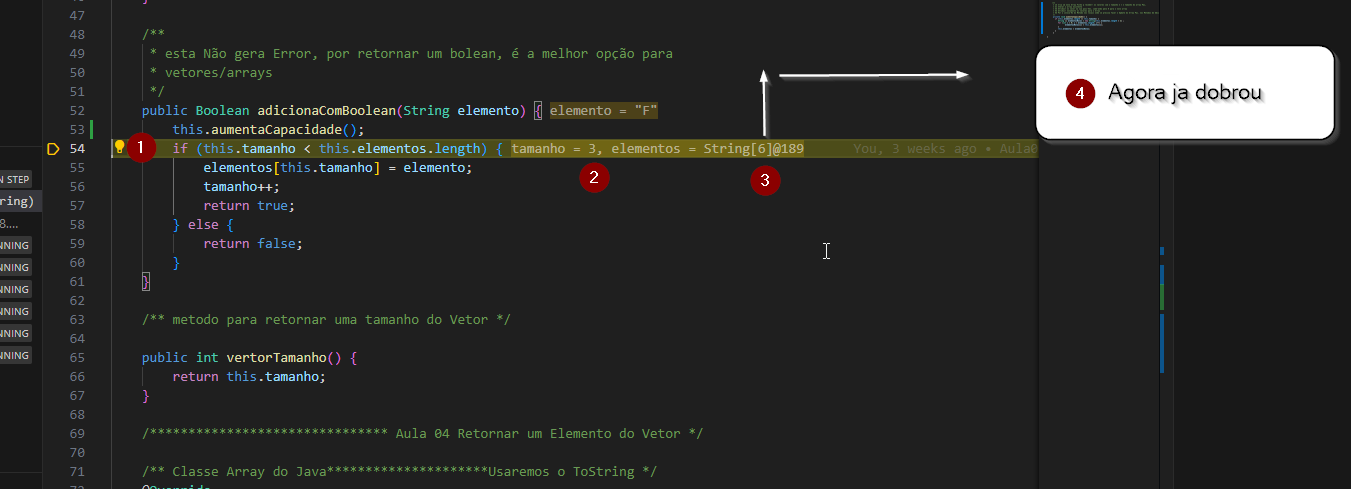 47 }
48 /**
49 * esta Não gera Error, por retornar um bolean, é a melhor opção para
50 * vetores/arrays
51 */
52 public Boolean adicionaComBoolean(String elemento) { elemento = "F"
53 this.aumentaCapacidade();
54 if (this.tamanho < this.elementos.length) { tamanho = 3, elementos = String[6]@189 You, 3 weeks ago • Aula0
55 elementos[this.tamanho] = elemento;
56 tamanho++;
57 return true;
58 } else {
59 return false;
60 }
61 }
62
63 /** metodo para retornar uma tamanho do Vetor */
64
65 public int vertorTamanho() {
66 return this.tamanho;
67 }
68
69 /******************************* Aula 04 Retornar um Elemento do Vetor */
70
71 /** Classe Array do Java*********************Usaremos o ToString */
@Override
1
2
3
4 Agora ja dobrou
N STEP
ring)
8....
NNING
NNING
NNING
NNING
NNING
NNING